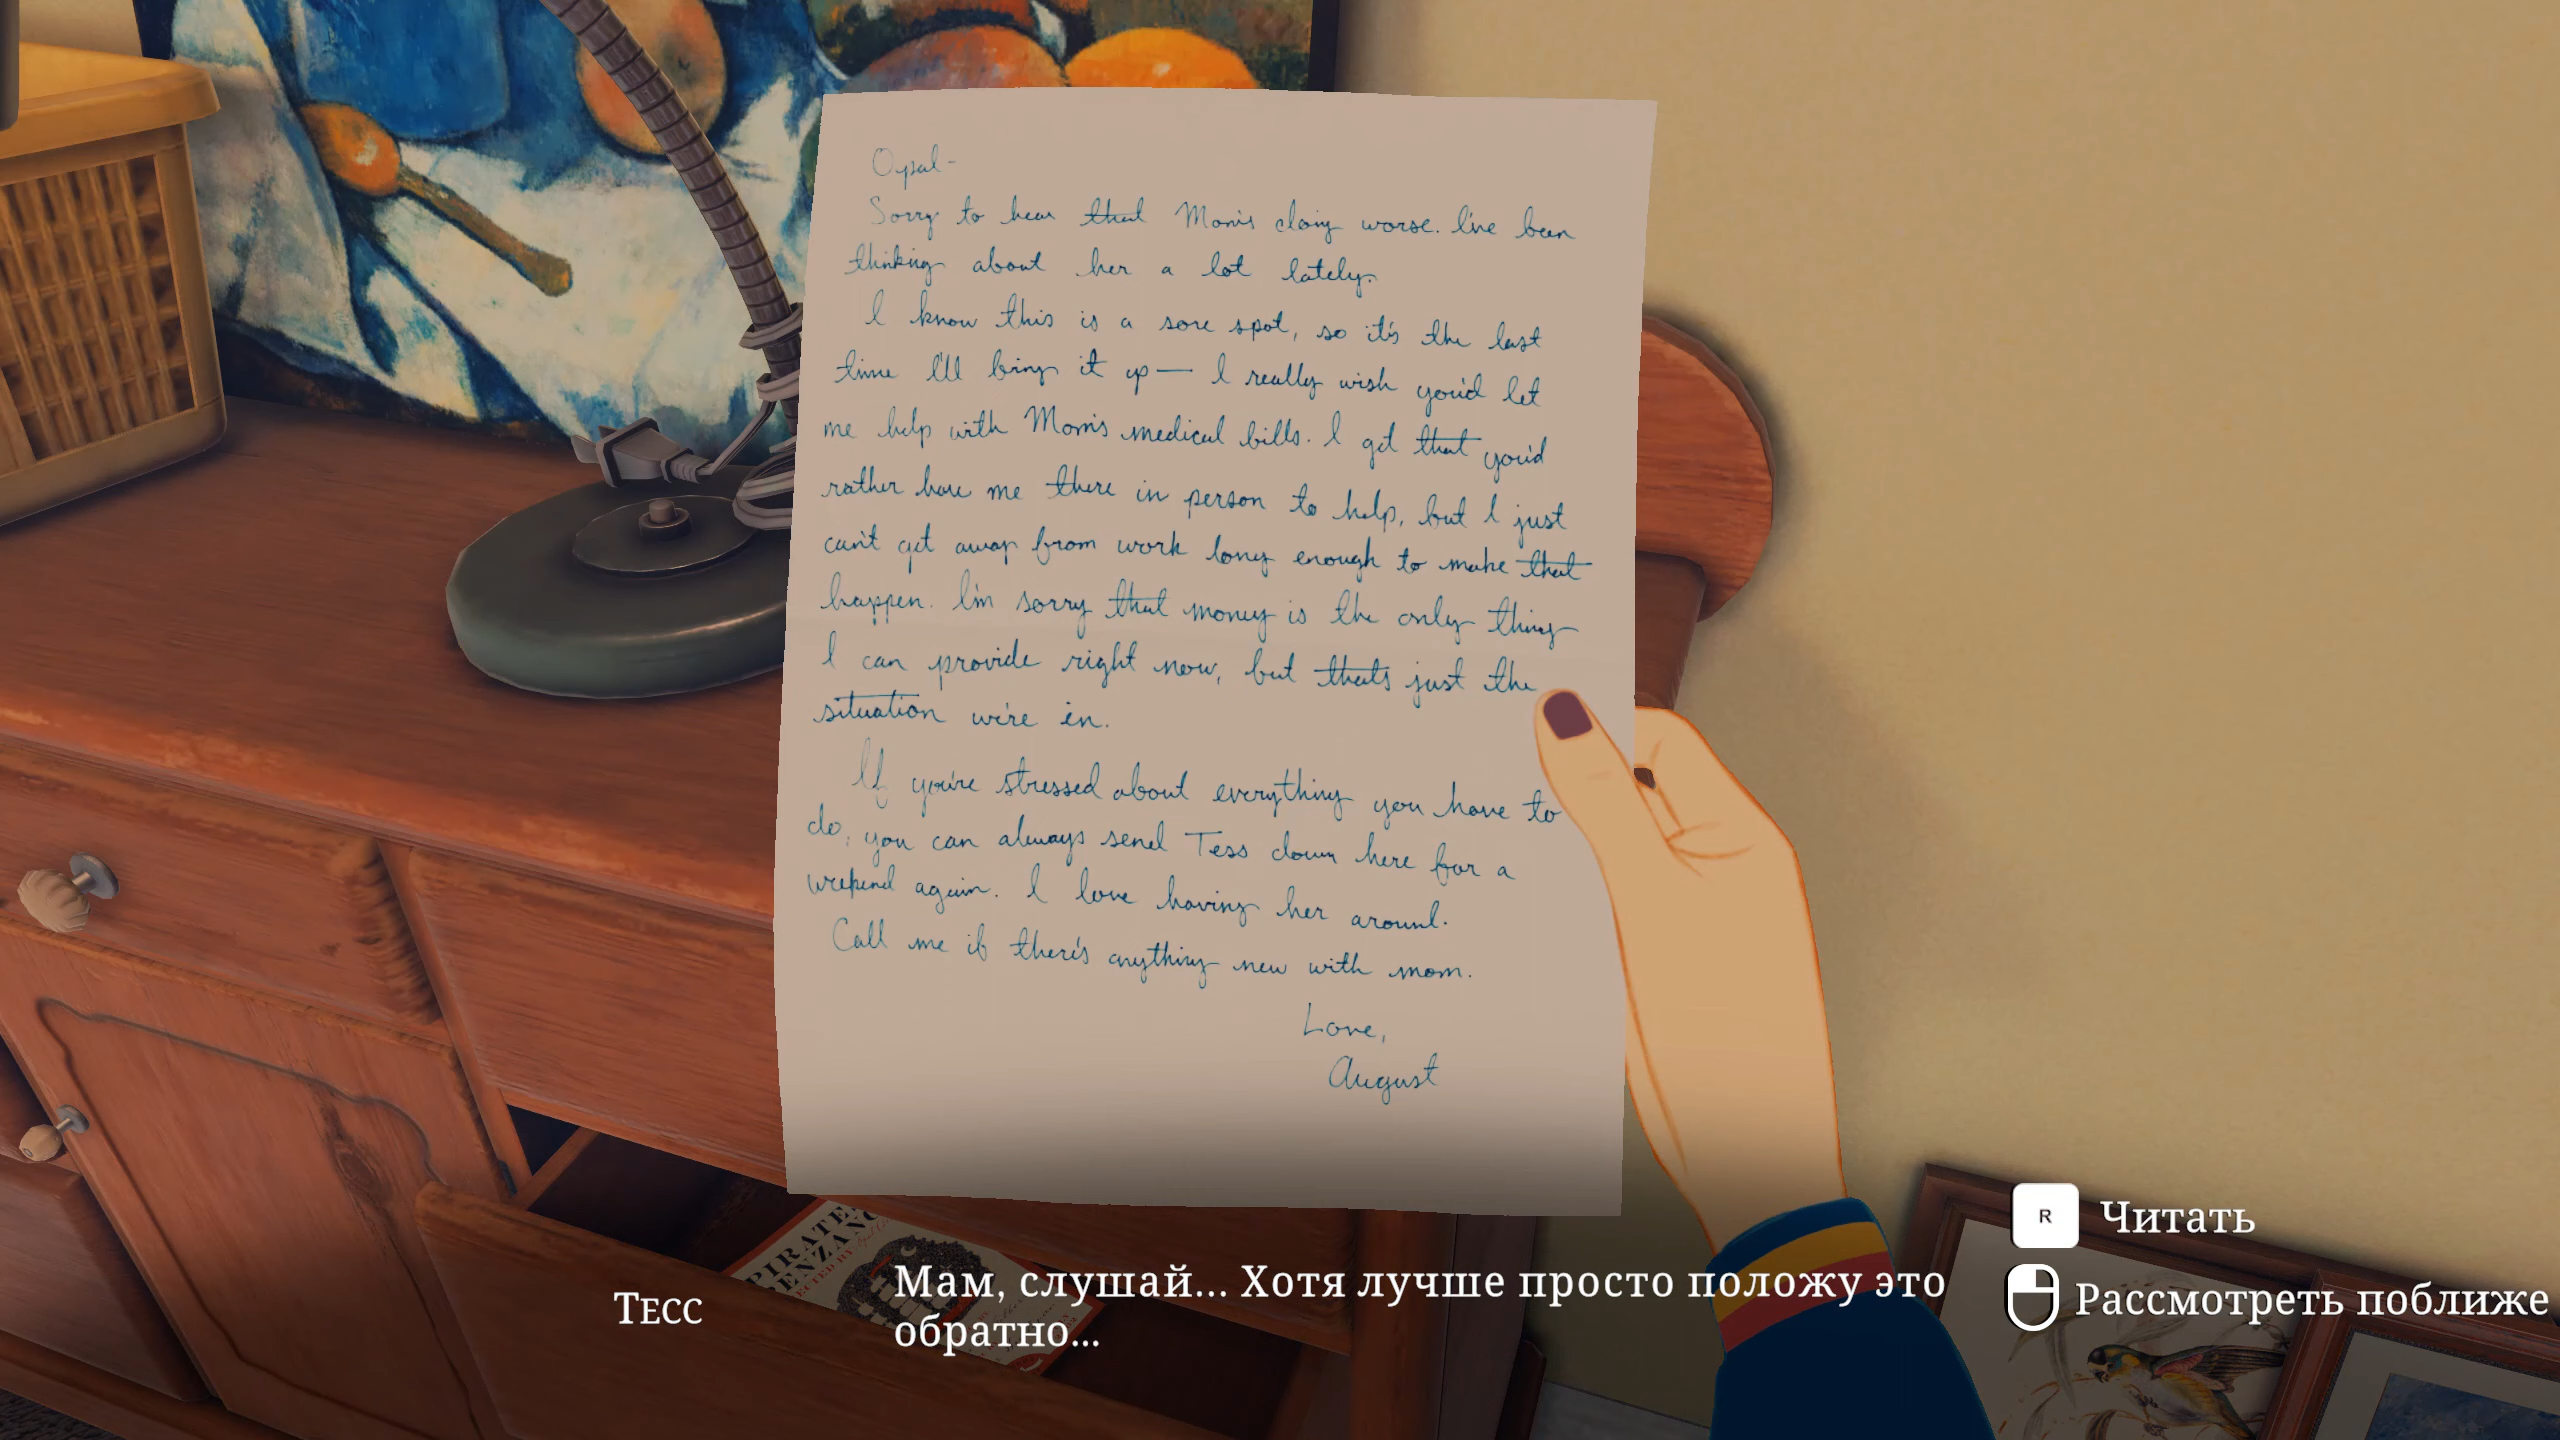 Opal-
Sorry to hear that Mom's doing worse. I've been
thinking about her a lot lately.
I know this is a sore spot, so it's the last
time I'll bring it up— I really wish you'd let
me help with Mom's medical bills. I get that you'd
rather have me there in person to help, but I just
can't get away from work long enough to make that
happen. I'm sorry that money is the only thing
I can provide right now, but that's just the
situation we're in.
If you're stressed about everything you have to
do, you can always send Tess down here for a
weekend again. I love having her around.
Call me if there's anything new with mom.
Love,
August
PIRATE
PENZANC
R Читать
Тесс
Мам, слушай... Хотя лучше просто положу это
обратно...
Рассмотреть поближе